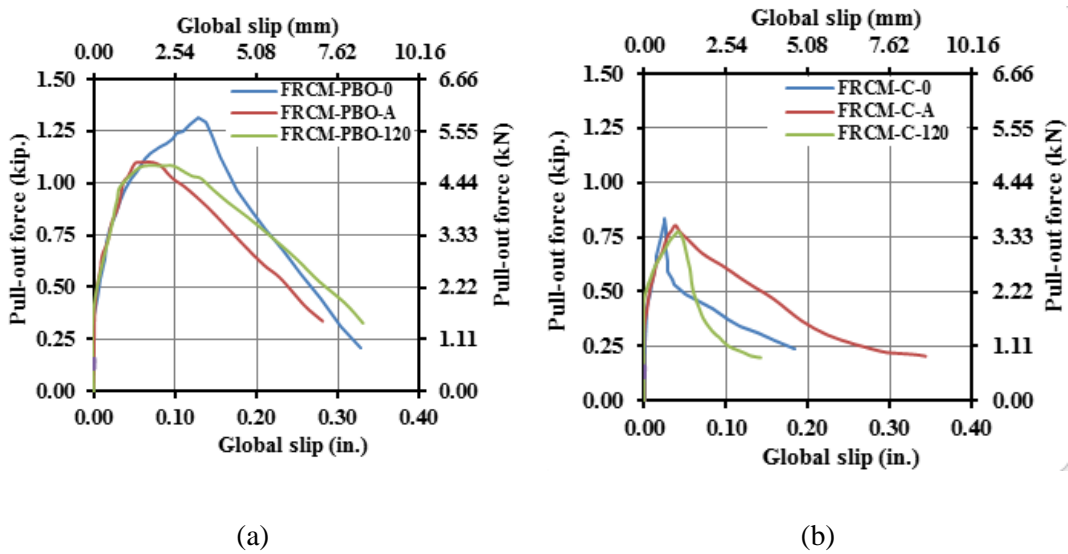 Global slip (mm)
0.00 2.54 5.08 7.62 10.16
1.50
1.25
1.00
0.75
0.50
0.25
0.00
Pull-out force (kip.)
FRCM-PBO-0
FRCM-PBO-A
FRCM-PBO-120
6.66
5.55
4.44
3.33
2.22
1.11
0.00
Pull-out force (kN)
0.00 0.10 0.20 0.30 0.40
Global slip (in.)
(a)
Global slip (mm)
0.00 2.54 5.08 7.62 10.16
1.50
1.25
1.00
0.75
0.50
0.25
0.00
Pull-out force (kip.)
FRCM-C-0
FRCM-C-A
FRCM-C-120
6.66
5.55
4.44
3.33
2.22
1.11
0.00
Pull-out force (kN)
0.00 0.10 0.20 0.30 0.40
Global slip (in.)
(b)